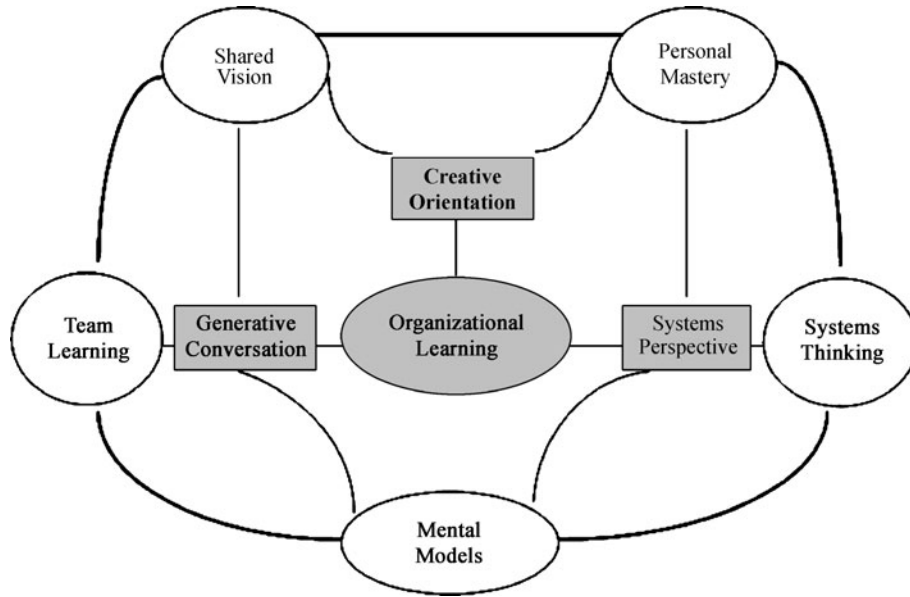 Shared
Vision
Personal
Mastery
Creative
Orientation
Team
Learning
Generative
Conversation
Organizational
Learning
Systems
Perspective
Systems
Thinking
Mental
Models